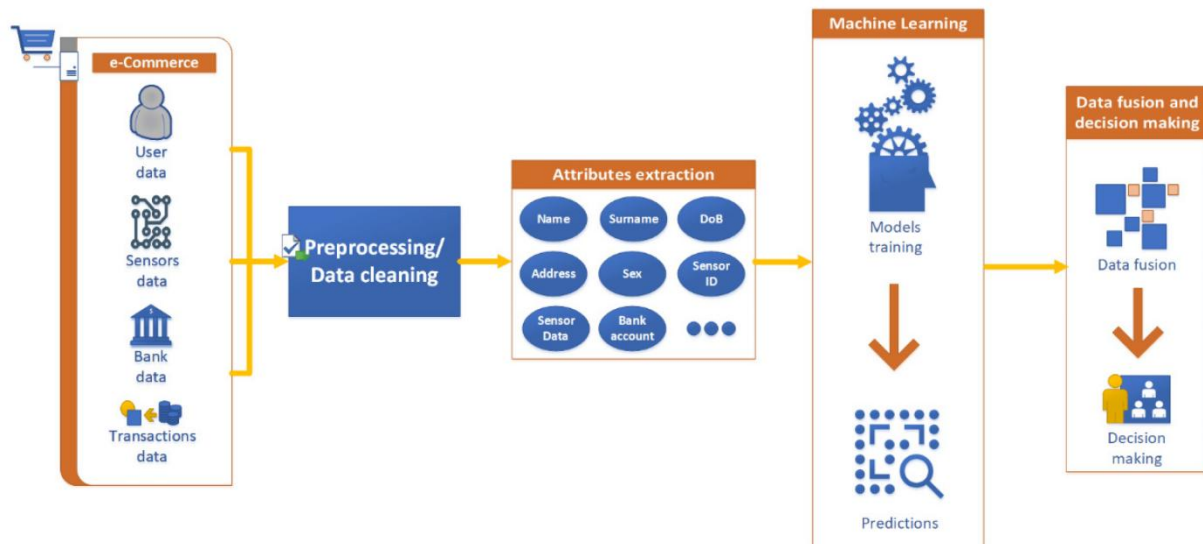 e-Commerce
User
data
Sensors
data
Bank
data
Transactions
data
Preprocessing/
Data cleaning
Attributes extraction
Name
Surname
DoB
Address
Sex
Sensor
ID
Sensor
Data
Bank
account
Machine Learning
Models
training
Predictions
Data fusion and
decision making
Data fusion
Decision
making